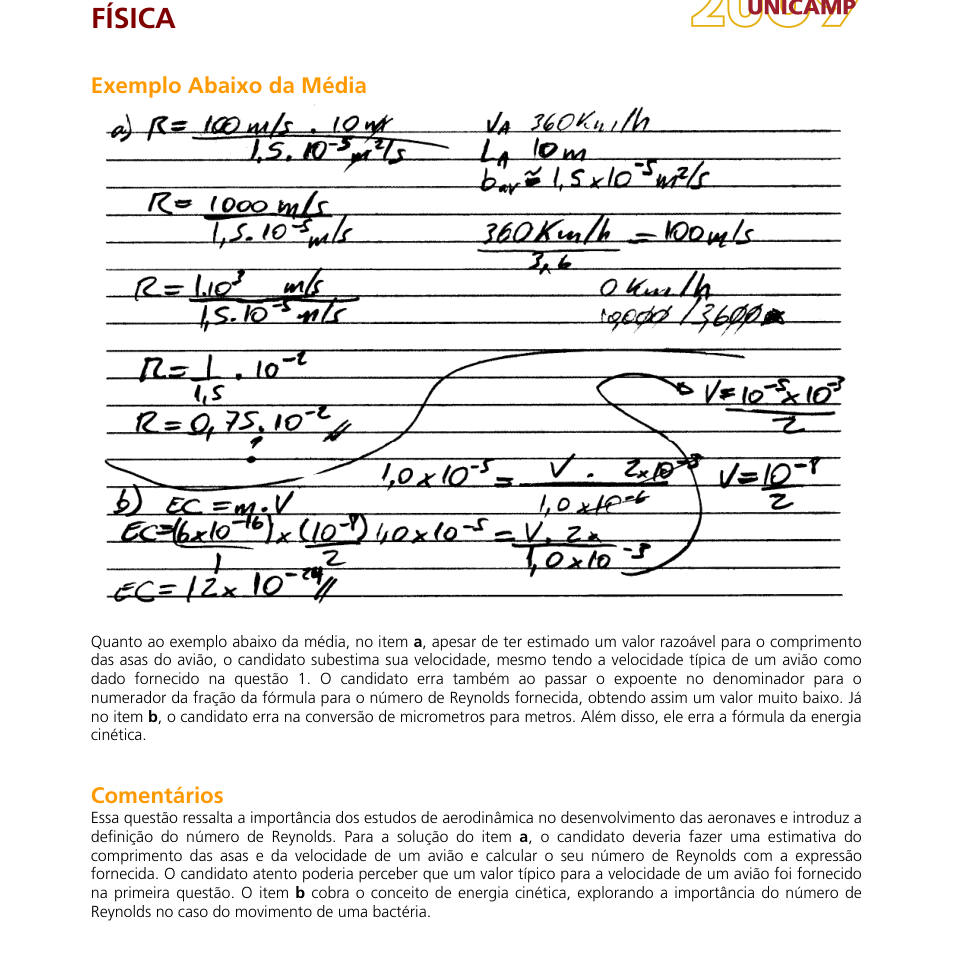 FÍSICA
2009
UNICAMP
Exemplo Abaixo da Média
a) R = 100 m/s . 10 m
1,5 . 10⁻⁵ m²/s
VA 360 Km/h
LA 10 m
bar ≅ 1,5 x 10⁻⁵ m²/s
R = 1000 m/s
1,5 . 10⁻⁵ m/s
360 Km/h = 100 m/s
3,6
R = 1.10³ m/s
1,5 . 10⁻⁵ m/s
0 Km/h
10,000 / 3,600
R = 1 . 10⁻²
1,5
R = 0,75 . 10⁻² //
?
V = 10⁻⁵ x 10⁻³
2
1,0 x 10⁻⁵ = V . 2x10⁻³
1,0 x 10⁻⁶
V = 10⁻⁸
2
b) EC = m . V
EC = (6x10⁻¹⁶) x (10⁻⁸) 1,0 x 10⁻⁵ = V . 2x
1 2 1,0 x 10⁻³
EC = 12 x 10⁻²⁴ //
Quanto ao exemplo abaixo da média, no item a, apesar de ter estimado um valor razoável para o comprimento
das asas do avião, o candidato subestima sua velocidade, mesmo tendo a velocidade típica de um avião como
dado fornecido na questão 1. O candidato erra também ao passar o expoente no denominador para o
numerador da fração da fórmula para o número de Reynolds fornecida, obtendo assim um valor muito baixo. Já
no item b, o candidato erra na conversão de micrometros para metros. Além disso, ele erra a fórmula da energia
cinética.
Comentários
Essa questão ressalta a importância dos estudos de aerodinâmica no desenvolvimento das aeronaves e introduz a
definição do número de Reynolds. Para a solução do item a, o candidato deveria fazer uma estimativa do
comprimento das asas e da velocidade de um avião e calcular o seu número de Reynolds com a expressão
fornecida. O candidato atento poderia perceber que um valor típico para a velocidade de um avião foi fornecido
na primeira questão. O item b cobra o conceito de energia cinética, explorando a importância do número de
Reynolds no caso do movimento de uma bactéria.